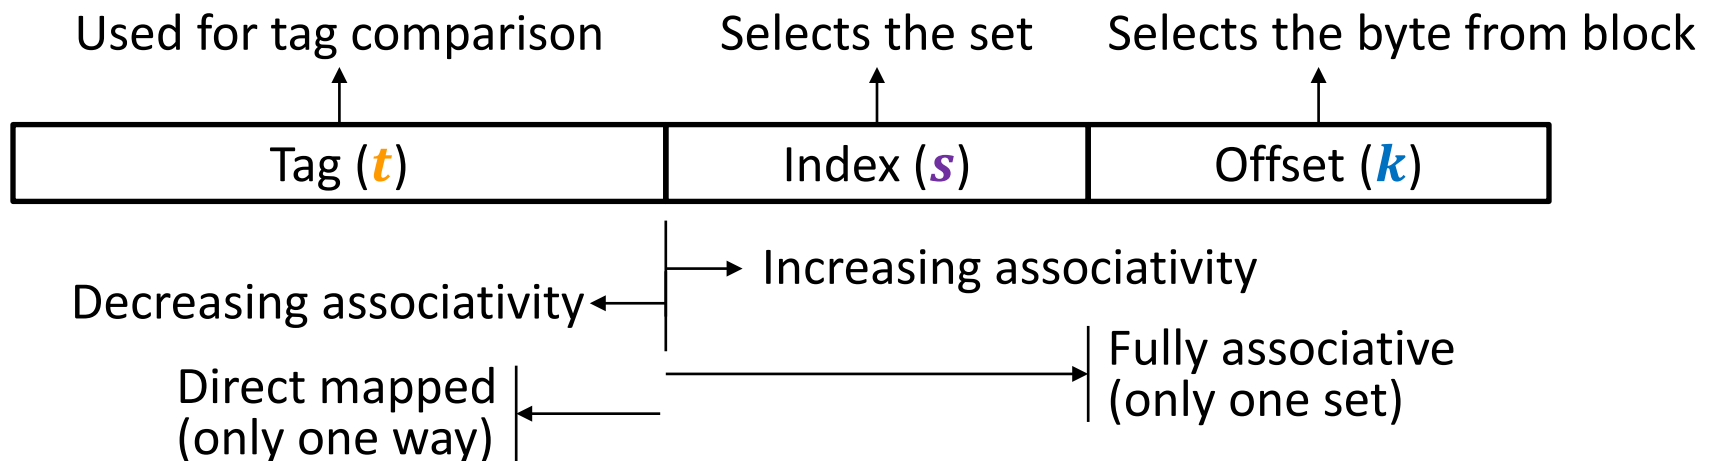 Used for tag comparison
Selects the set
Selects the byte from block
Tag (t)
Index (s)
Offset (k)
Increasing associativity
Decreasing associativity
Fully associative
(only one set)
Direct mapped
(only one way)